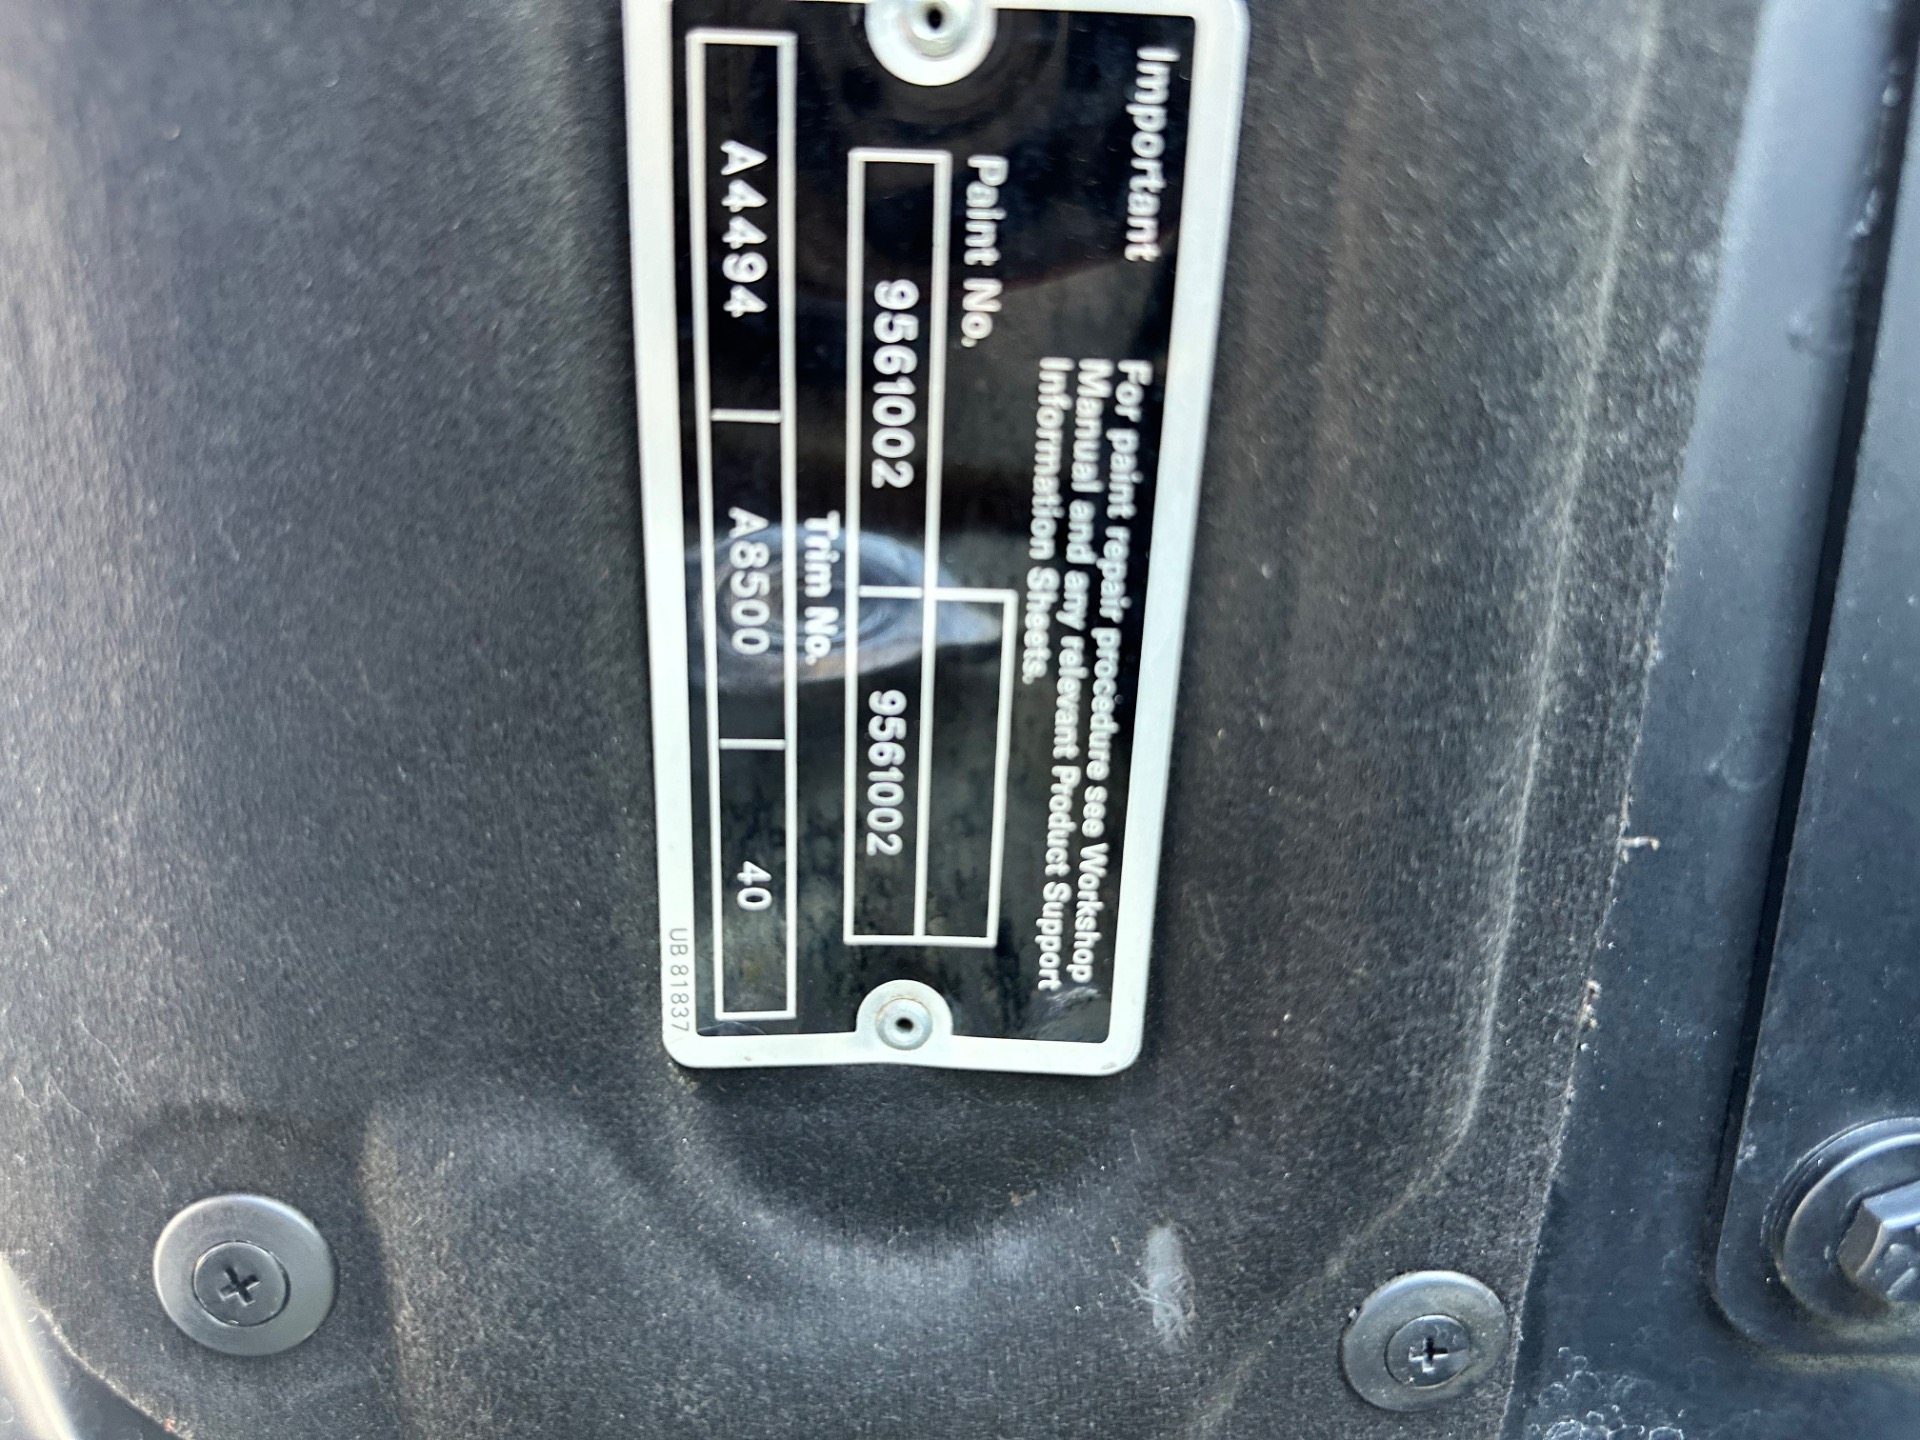 Important
For paint repair procedure see Workshop
Manual and any relevant Product Support
Information Sheets.
Paint No.
9561002 9561002
Trim No.
A4494 A8500 40
UB 81837